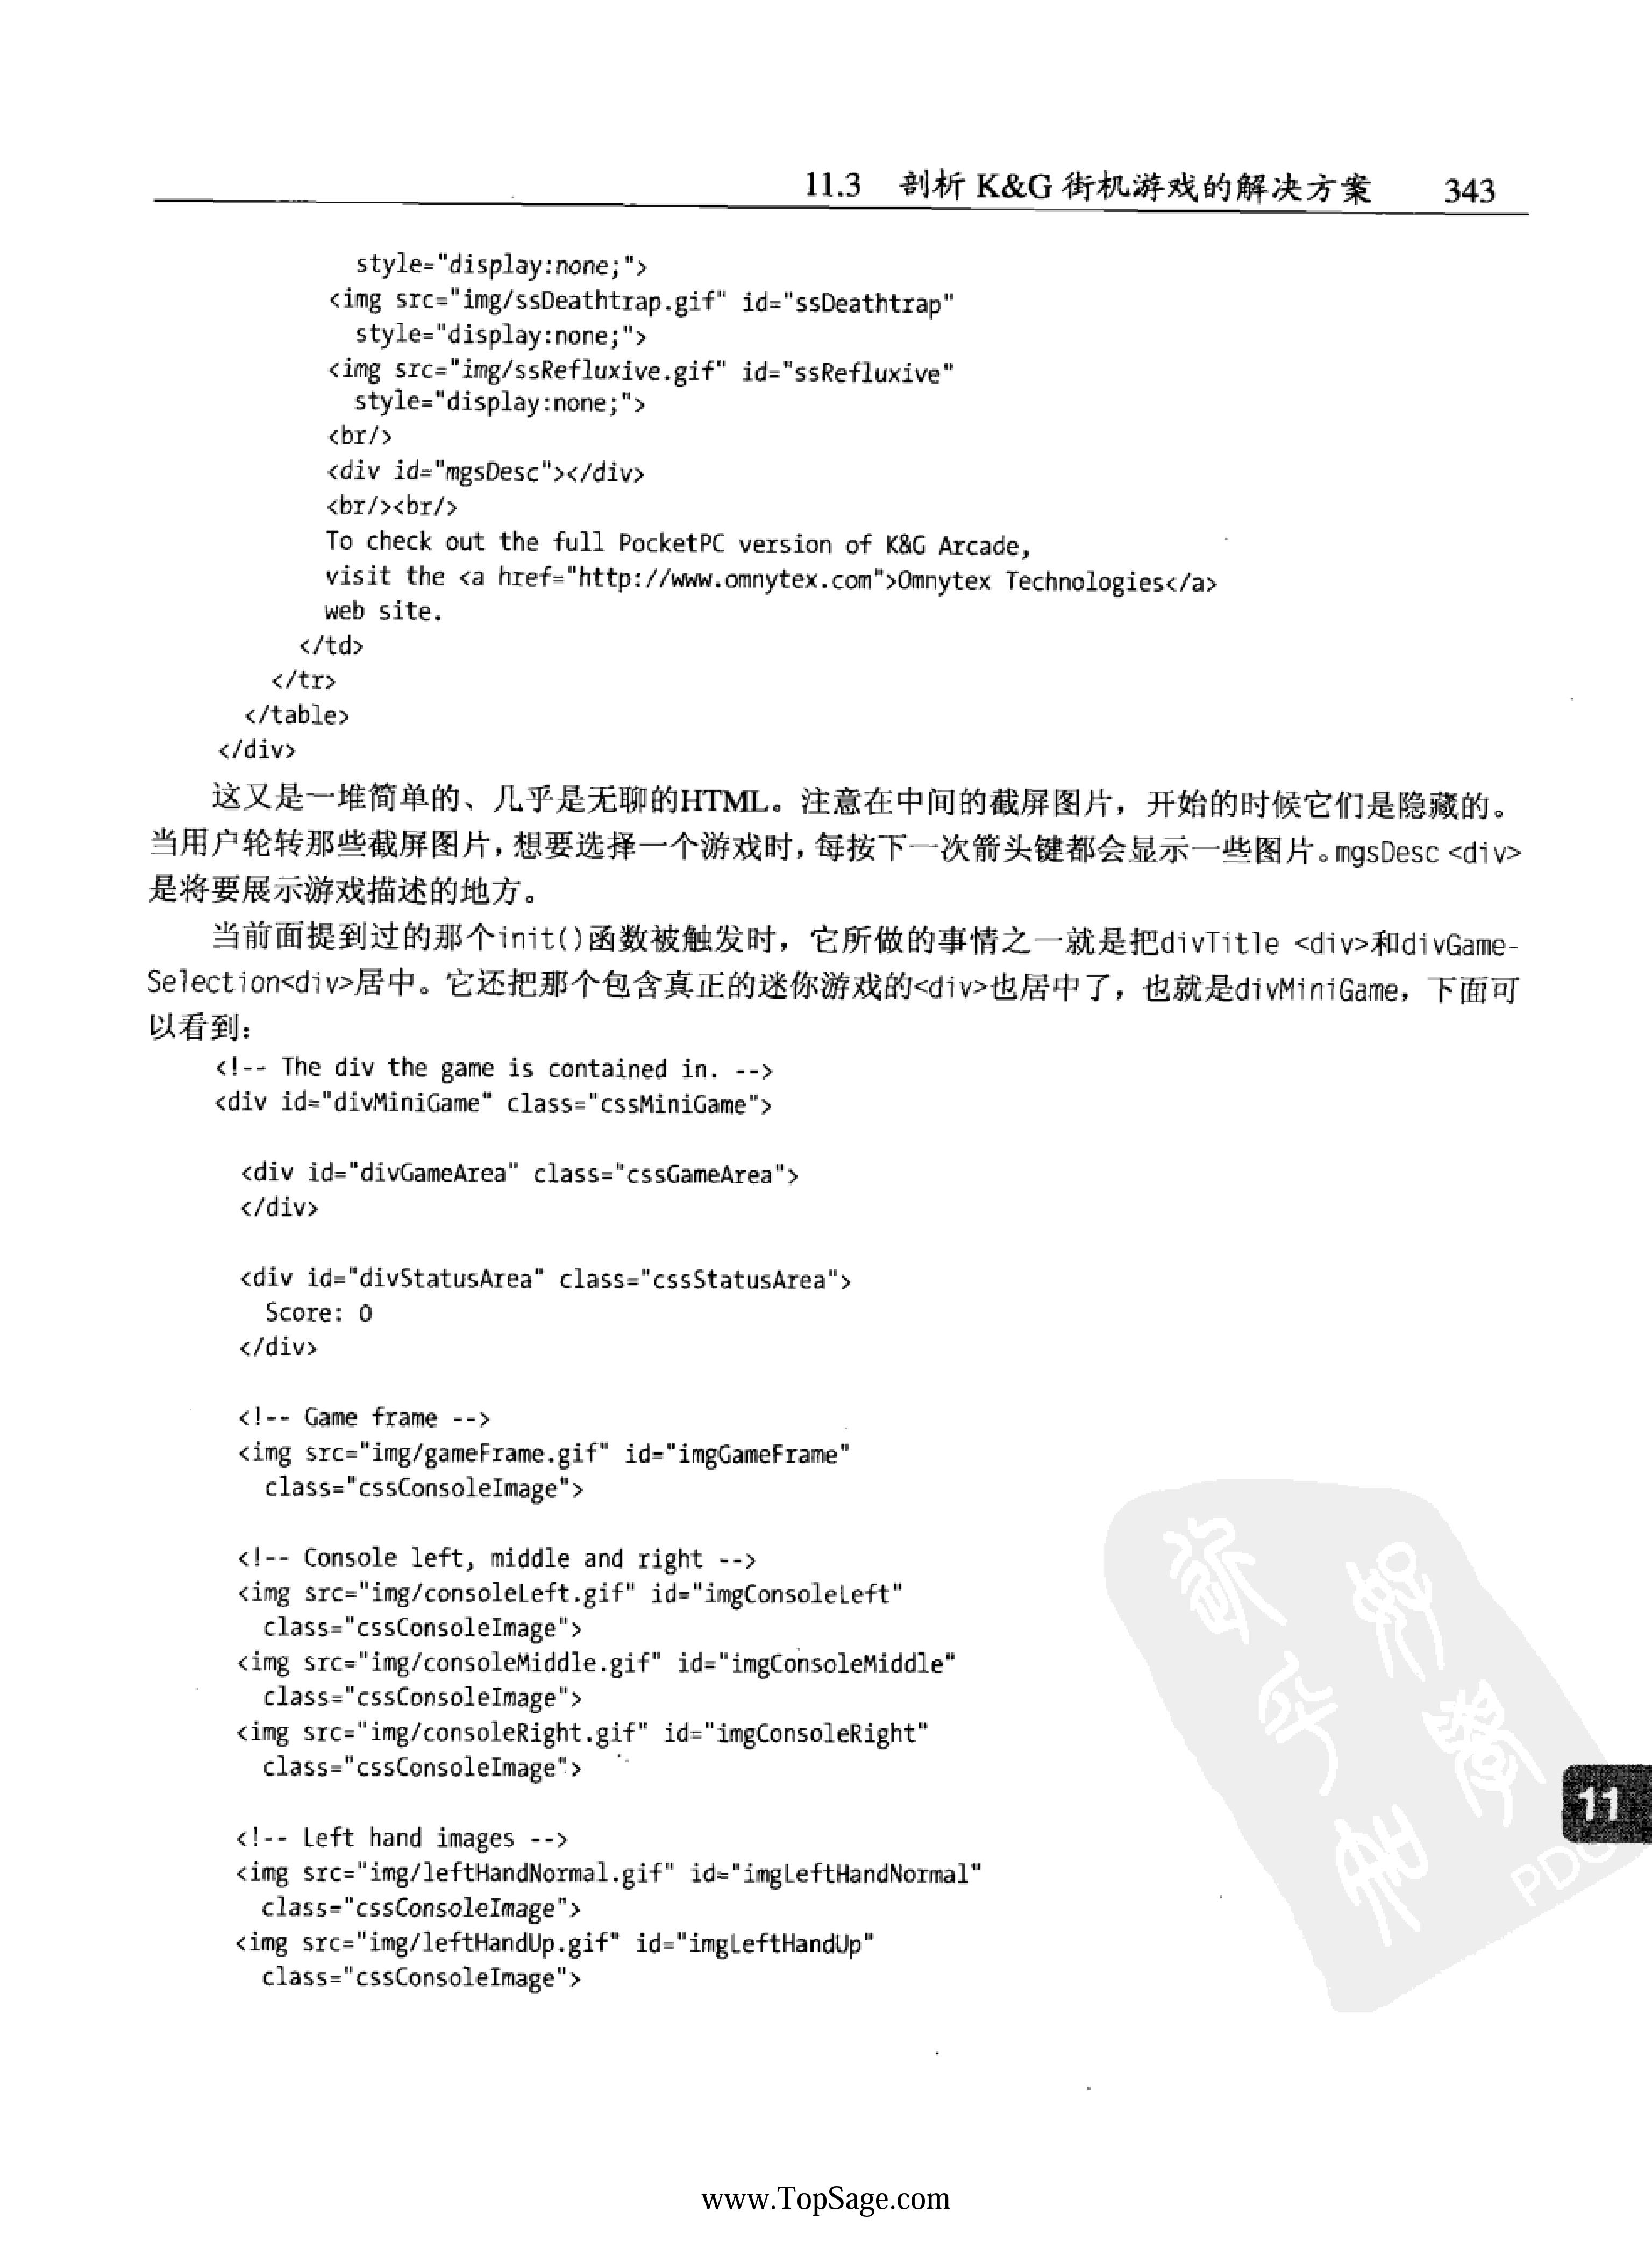 11.3 剖析 K&G 街机游戏的解决方案 343
style="display:none;">
<img src="img/ssDeathtrap.gif" id="ssDeathtrap"
style="display:none;">
<img src="img/ssRefluxive.gif" id="ssRefluxive"
style="display:none;">
<br/>
<div id="mgsDesc"></div>
<br/><br/>
To check out the full PocketPC version of K&G Arcade,
visit the <a href="http://www.omnytex.com">Omnytex Technologies</a>
web site.
</td>
</tr>
</table>
</div>
这又是一堆简单的、几乎是无聊的HTML。注意在中间的截屏图片，开始的时候它们是隐藏的。
当用户轮转那些截屏图片，想要选择一个游戏时，每按下一次箭头键都会显示一些图片。mgsDesc <div>
是将要展示游戏描述的地方。
当前面提到过的那个init()函数被触发时，它所做的事情之一就是把divTitle <div>和divGame-
Selection<div>居中。它还把那个包含真正的迷你游戏的<div>也居中了，也就是divMiniGame，下面可
以看到：
<!-- The div the game is contained in. -->
<div id="divMiniGame" class="cssMiniGame">
<div id="divGameArea" class="cssGameArea">
</div>
<div id="divStatusArea" class="cssStatusArea">
Score: 0
</div>
<!-- Game frame -->
<img src="img/gameFrame.gif" id="imgGameFrame"
class="cssConsoleImage">
<!-- Console left, middle and right -->
<img src="img/consoleLeft.gif" id="imgConsoleLeft"
class="cssConsoleImage">
<img src="img/consoleMiddle.gif" id="imgConsoleMiddle"
class="cssConsoleImage">
<img src="img/consoleRight.gif" id="imgConsoleRight"
class="cssConsoleImage">
<!-- Left hand images -->
<img src="img/leftHandNormal.gif" id="imgLeftHandNormal"
class="cssConsoleImage">
<img src="img/leftHandUp.gif" id="imgLeftHandUp"
class="cssConsoleImage">
11
www.TopSage.com